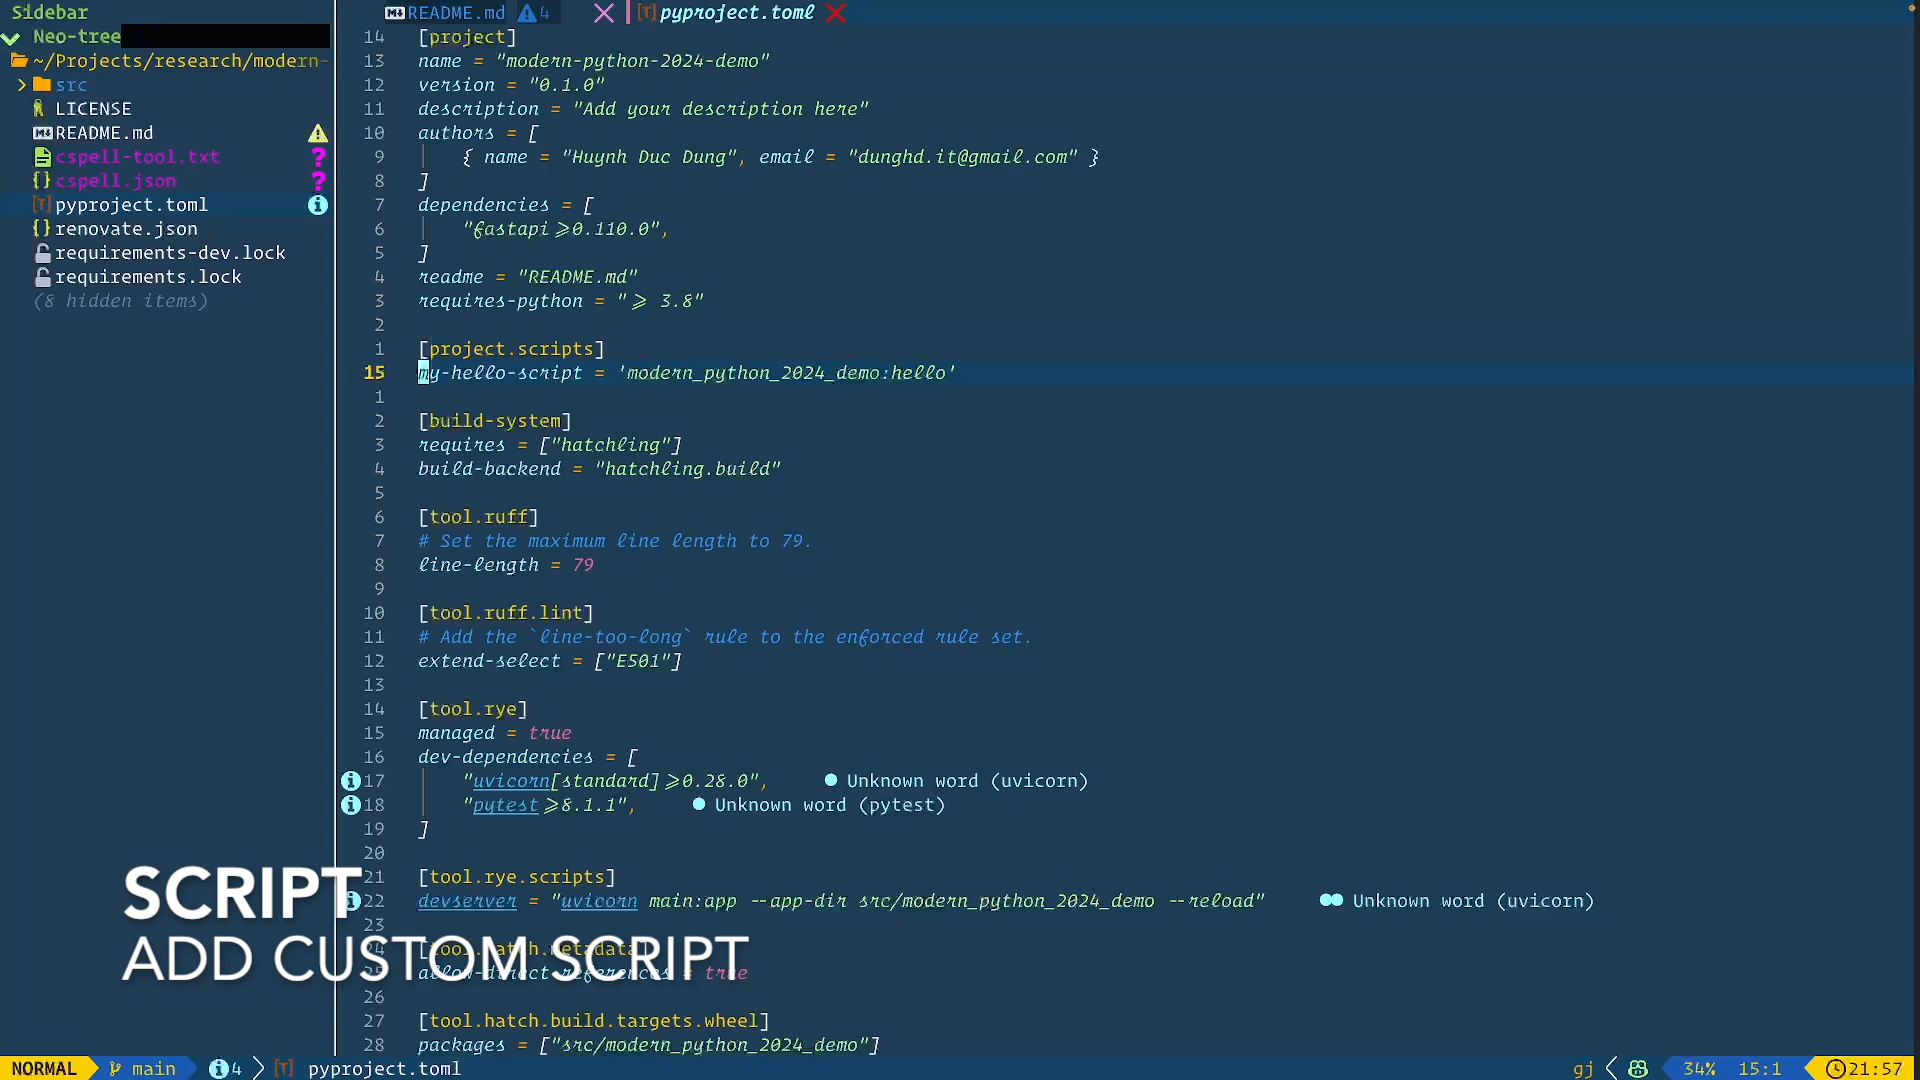 Sidebar
README.md 4
pyproject.toml
Neo-tree
~/Projects/research/modern-
src
LICENSE
README.md
cspell-tool.txt ?
cspell.json ?
pyproject.toml
renovate.json
requirements-dev.lock
requirements.lock
(8 hidden items)
14 [project]
13 name = "modern-python-2024-demo"
12 version = "0.1.0"
11 description = "Add your description here"
10 authors = [
9 { name = "Huynh Duc Dung", email = "dunghd.it@gmail.com" }
8 ]
7 dependencies = [
6 "fastapi>=0.110.0",
5 ]
4 readme = "README.md"
3 requires-python = ">= 3.8"
2
1 [project.scripts]
15 my-hello-script = 'modern_python_2024_demo:hello'
1
2 [build-system]
3 requires = ["hatchling"]
4 build-backend = "hatchling.build"
5
6 [tool.ruff]
7 # Set the maximum line length to 79.
8 line-length = 79
9
10 [tool.ruff.lint]
11 # Add the `line-too-long` rule to the enforced rule set.
12 extend-select = ["E501"]
13
14 [tool.rye]
15 managed = true
16 dev-dependencies = [
17 "uvicorn[standard]>=0.28.0", Unknown word (uvicorn)
18 "pytest>=8.1.1", Unknown word (pytest)
19 ]
20
21 [tool.rye.scripts]
22 devserver = "uvicorn main:app --app-dir src/modern_python_2024_demo --reload" Unknown word (uvicorn)
23
24 [tool.hatch.metadata]
25 allow-direct-references = true
26
27 [tool.hatch.build.targets.wheel]
28 packages = ["src/modern_python_2024_demo"]
SCRIPT
ADD CUSTOM SCRIPT
NORMAL main 4 pyproject.toml gj 34% 15:1 21:57